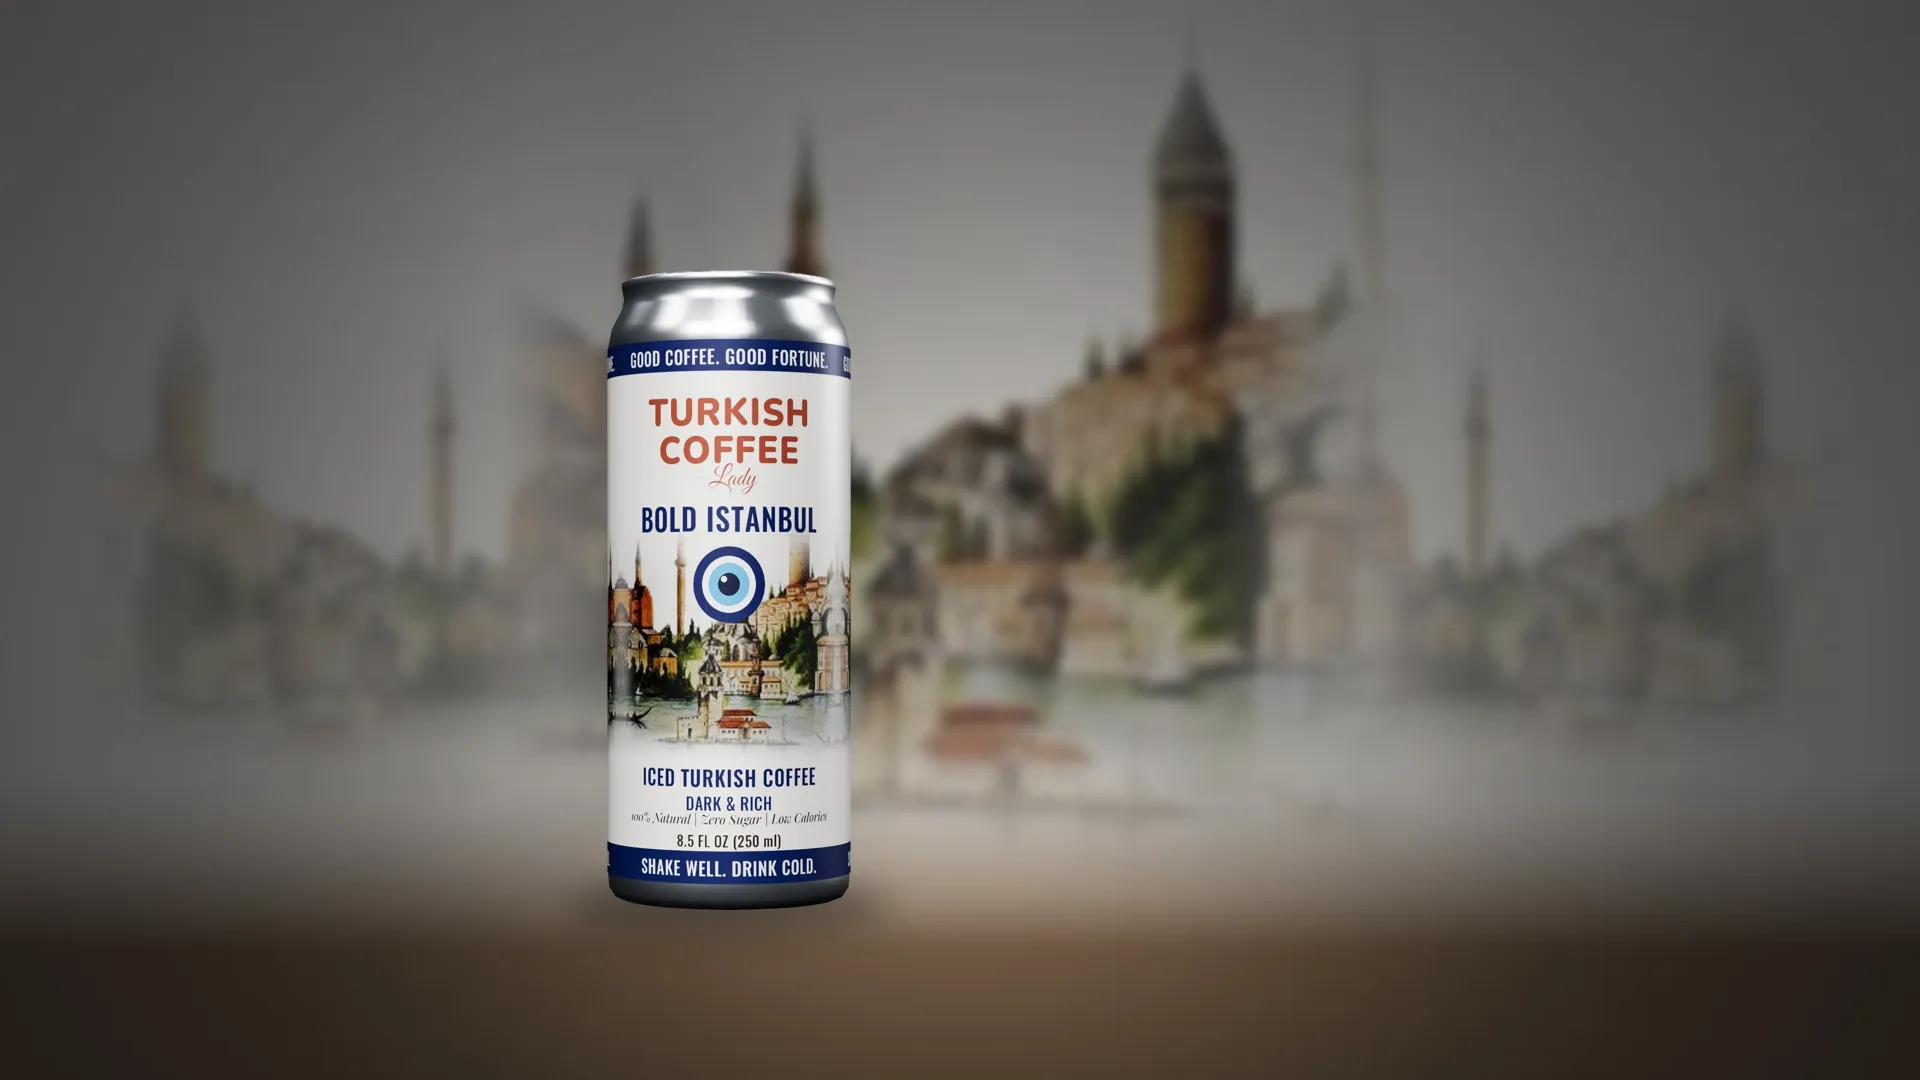 GOOD COFFEE. GOOD FORTUNE.
TURKISH
COFFEE
Lady
BOLD ISTANBUL
ICED TURKISH COFFEE
DARK & RICH
100% Natural | Zero Sugar | Low Calories
8.5 FL OZ (250 ml)
SHAKE WELL. DRINK COLD.